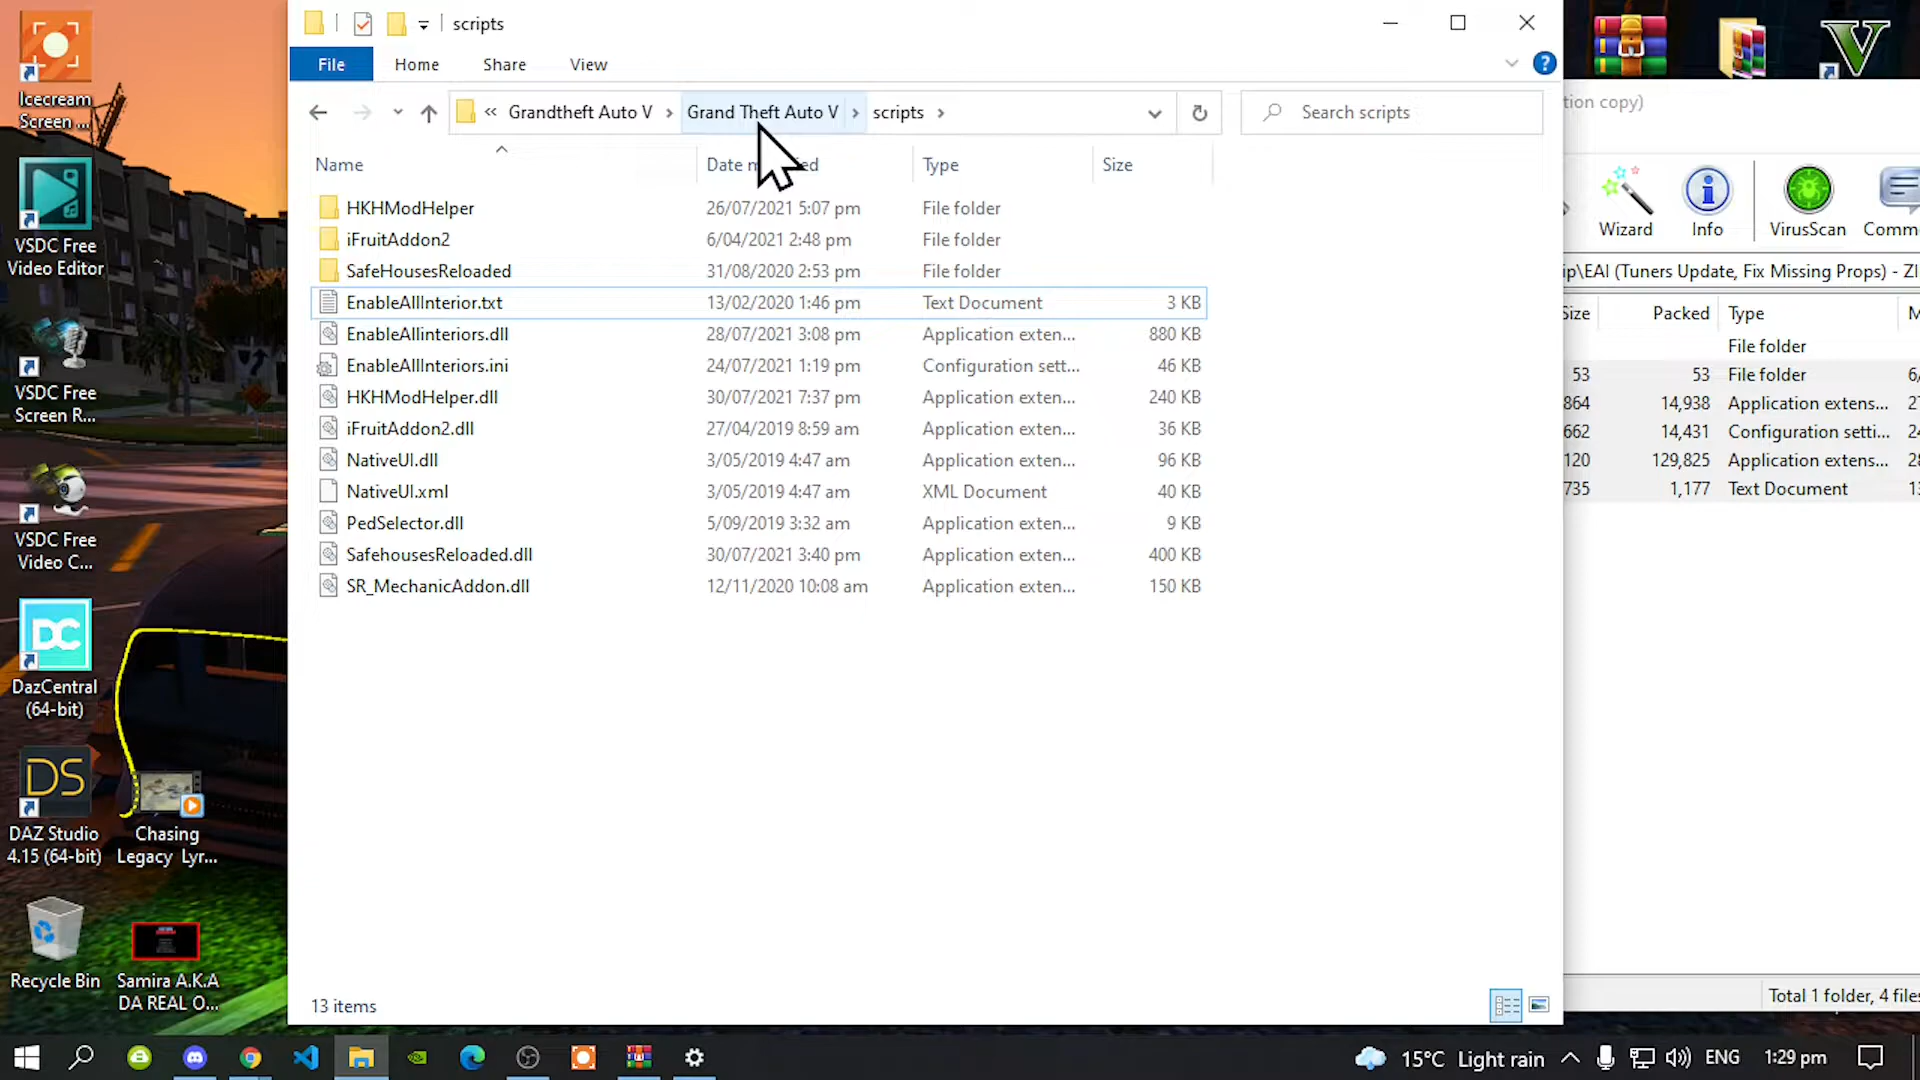 scripts
File
Home
Share
View
«
Grandtheft Auto V
Grand Theft Auto V
scripts
Search scripts
Name
Type
Size
HKHModHelper
26/07/2021 5:07 pm
File folder
iFruitAddon2
6/04/2021 2:48 pm
File folder
SafeHousesReloaded
31/08/2020 2:53 pm
File folder
EnableAllInterior.txt
13/02/2020 1:46 pm
Text Document
3 KB
EnableAllinteriors.dll
28/07/2021 3:08 pm
Application exten...
880 KB
EnableAllInteriors.ini
24/07/2021 1:19 pm
Configuration sett...
46 KB
HKHModHelper.dll
30/07/2021 7:37 pm
Application exten...
240 KB
iFruitAddon2.dll
27/04/2019 8:59 am
Application exten...
36 KB
NativeUI.dll
3/05/2019 4:47 am
Application exten...
96 KB
NativeUI.xml
3/05/2019 4:47 am
XML Document
40 KB
PedSelector.dll
5/09/2019 3:32 am
Application exten...
9 KB
SafehousesReloaded.dll
30/07/2021 3:40 pm
Application exten...
400 KB
SR_MechanicAddon.dll
12/11/2020 10:08 am
Application exten...
150 KB
13 items
Icecream
Screen ...
VSDC Free
Video Editor
VSDC Free
Screen R...
VSDC Free
Video C...
DC
DazCentral
(64-bit)
DS
DAZ Studio
4.15 (64-bit)
Chasing
Legacy Lyr...
Recycle Bin
Samira A.K.A
DA REAL O...
tion copy)
Wizard
Info
VirusScan
Comm
ip\EAI (Tuners Update, Fix Missing Props) - ZI
Size
Packed
Type
File folder
53
53
File folder
864
14,938
Application extens...
662
14,431
Configuration setti...
120
129,825
Application extens...
735
1,177
Text Document
Total 1 folder, 4 files
15°C Light rain
ENG
1:29 pm